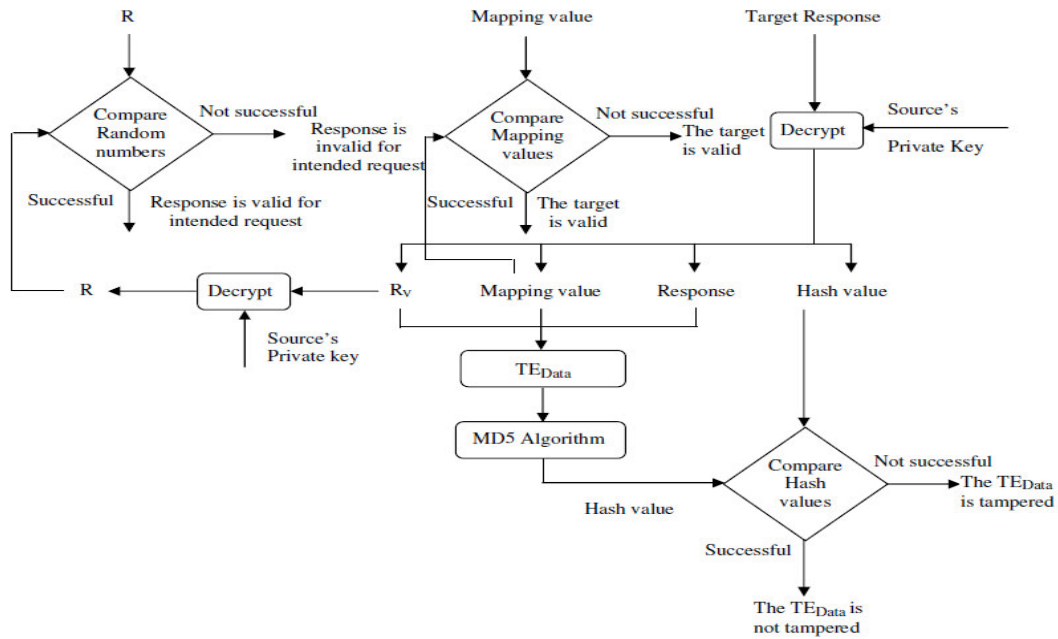 R
Mapping value
Target Response
Compare
Random
numbers
Not successful
Response is
invalid for
intended request
Successful
Response is valid for
intended request
Compare
Mapping
values
Not successful
The target
is valid
Successful
The target
is valid
Decrypt
Source's
Private Key
R
Decrypt
RV
Mapping value
Response
Hash value
Source's
Private key
TEData
MD5 Algorithm
Hash value
Compare
Hash
values
Not successful
The TEData
is tampered
Successful
The TEData is
not tampered